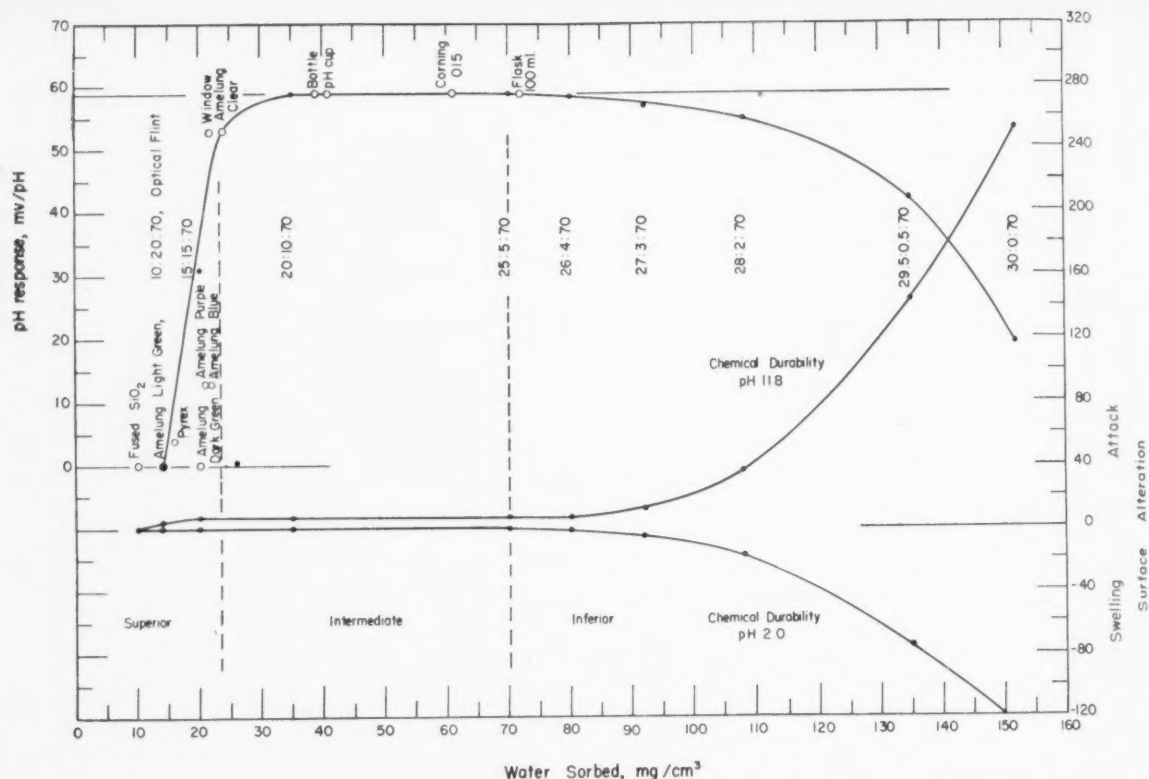 70
60
50
40
30
20
10
0
pH response, mv/pH
320
280
240
200
160
120
80
40
0
-40
-80
-120
Attack
Swelling
Surface Alteration
Fused SiO2
Amelung Light Green,
10:20:70, Optical Flint
Pyrex
15:15:70
Amelung Purple
Dark Green
Amelung Blue
Window
Amelung
Clear
20:10:70
Bottle
pH cup
Corning
015
Flask
100 ml.
25:5:70
26:4:70
27:3:70
28:2:70
29.5:0.5:70
30:0:70
Chemical Durability
pH 11.8
Chemical Durability
pH 2.0
Superior
Intermediate
Inferior
0
10
20
30
40
50
60
70
80
90
100
110
120
130
140
150
160
Water Sorbed, mg/cm³